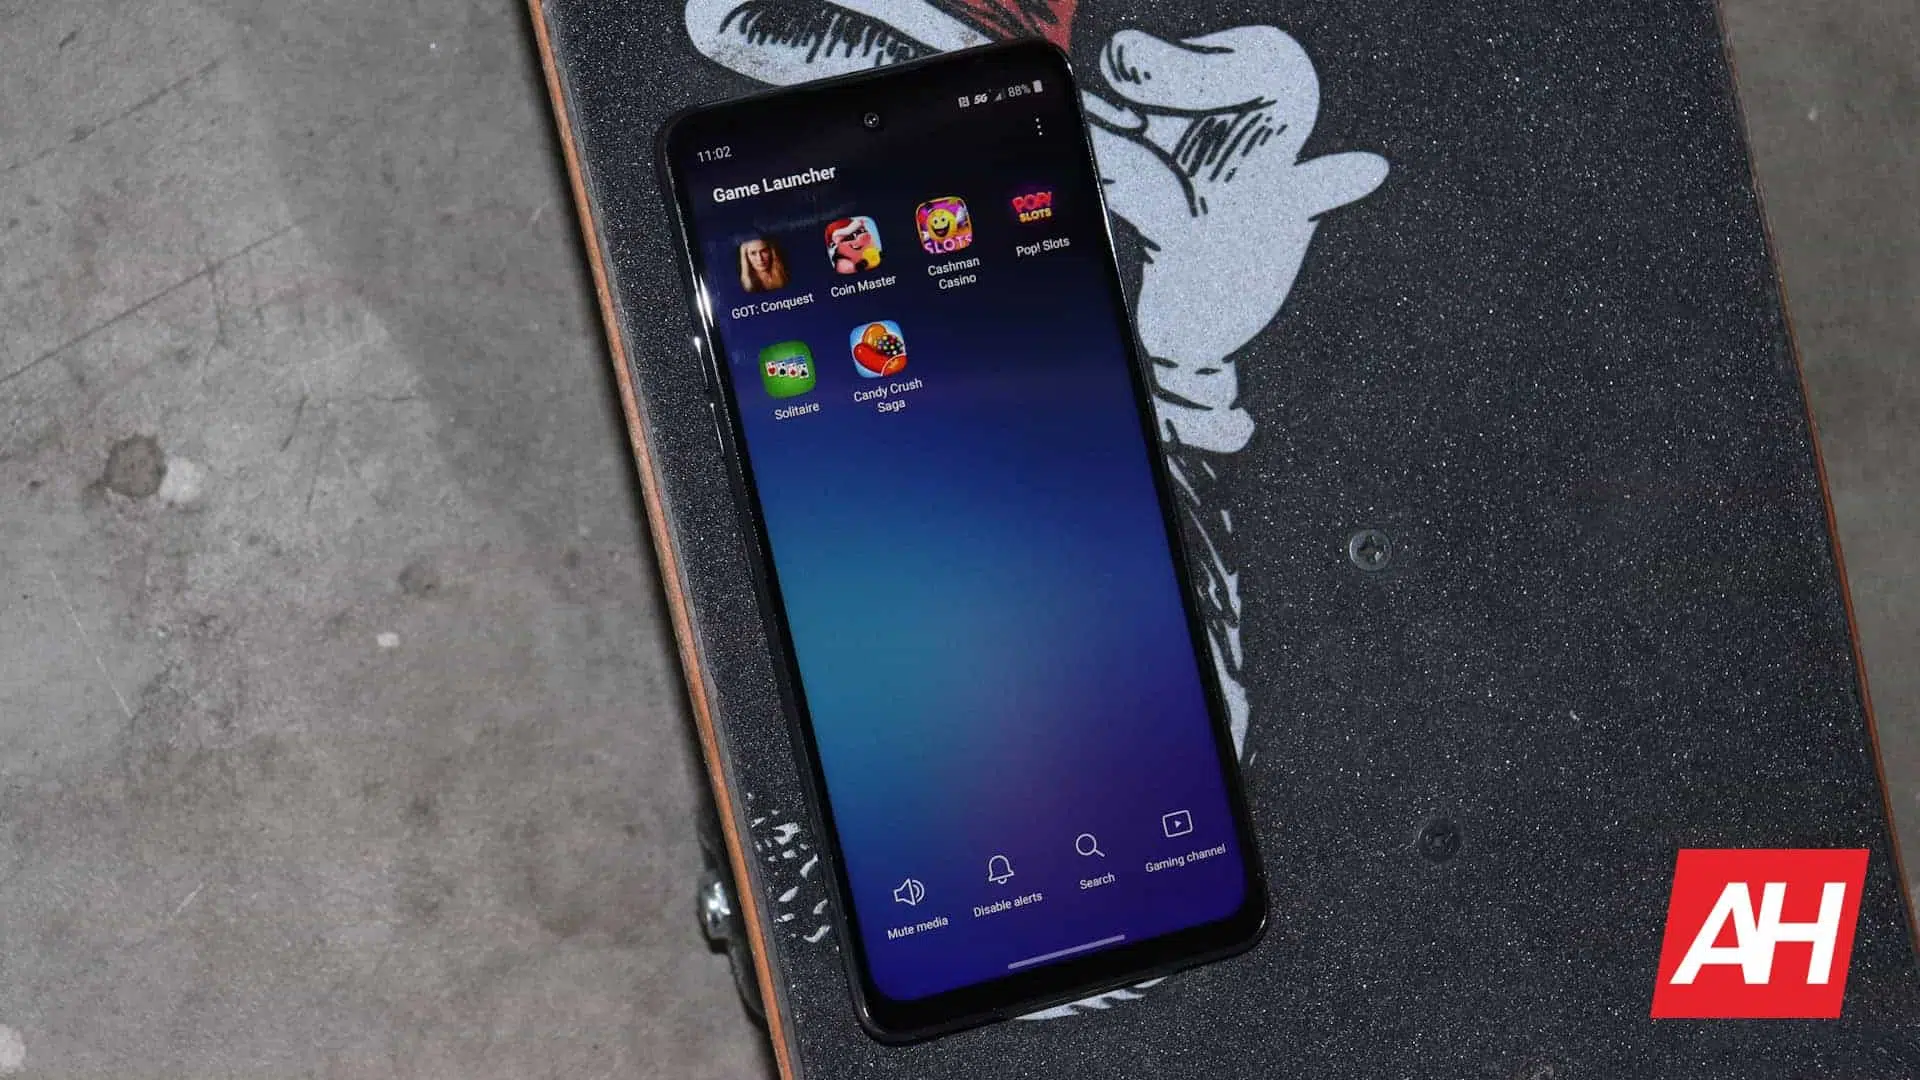 5G 88%
11:02
Game Launcher
GOT: Conquest
Coin Master
SLOTS
Cashman
Casino
POP!
SLOTS
Pop! Slots
Solitaire
Candy Crush
Saga
Mute media
Disable alerts
Search
Gaming channel
AH